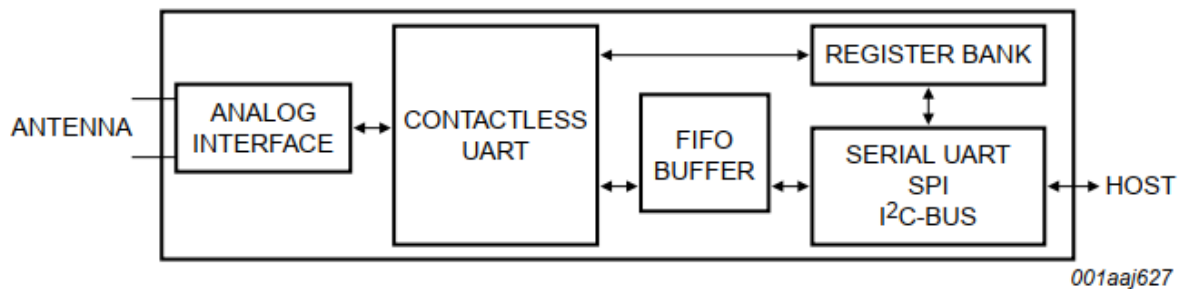 ANTENNA
ANALOG
INTERFACE
CONTACTLESS
UART
FIFO
BUFFER
REGISTER BANK
SERIAL UART
SPI
I²C-BUS
HOST
001aaj627